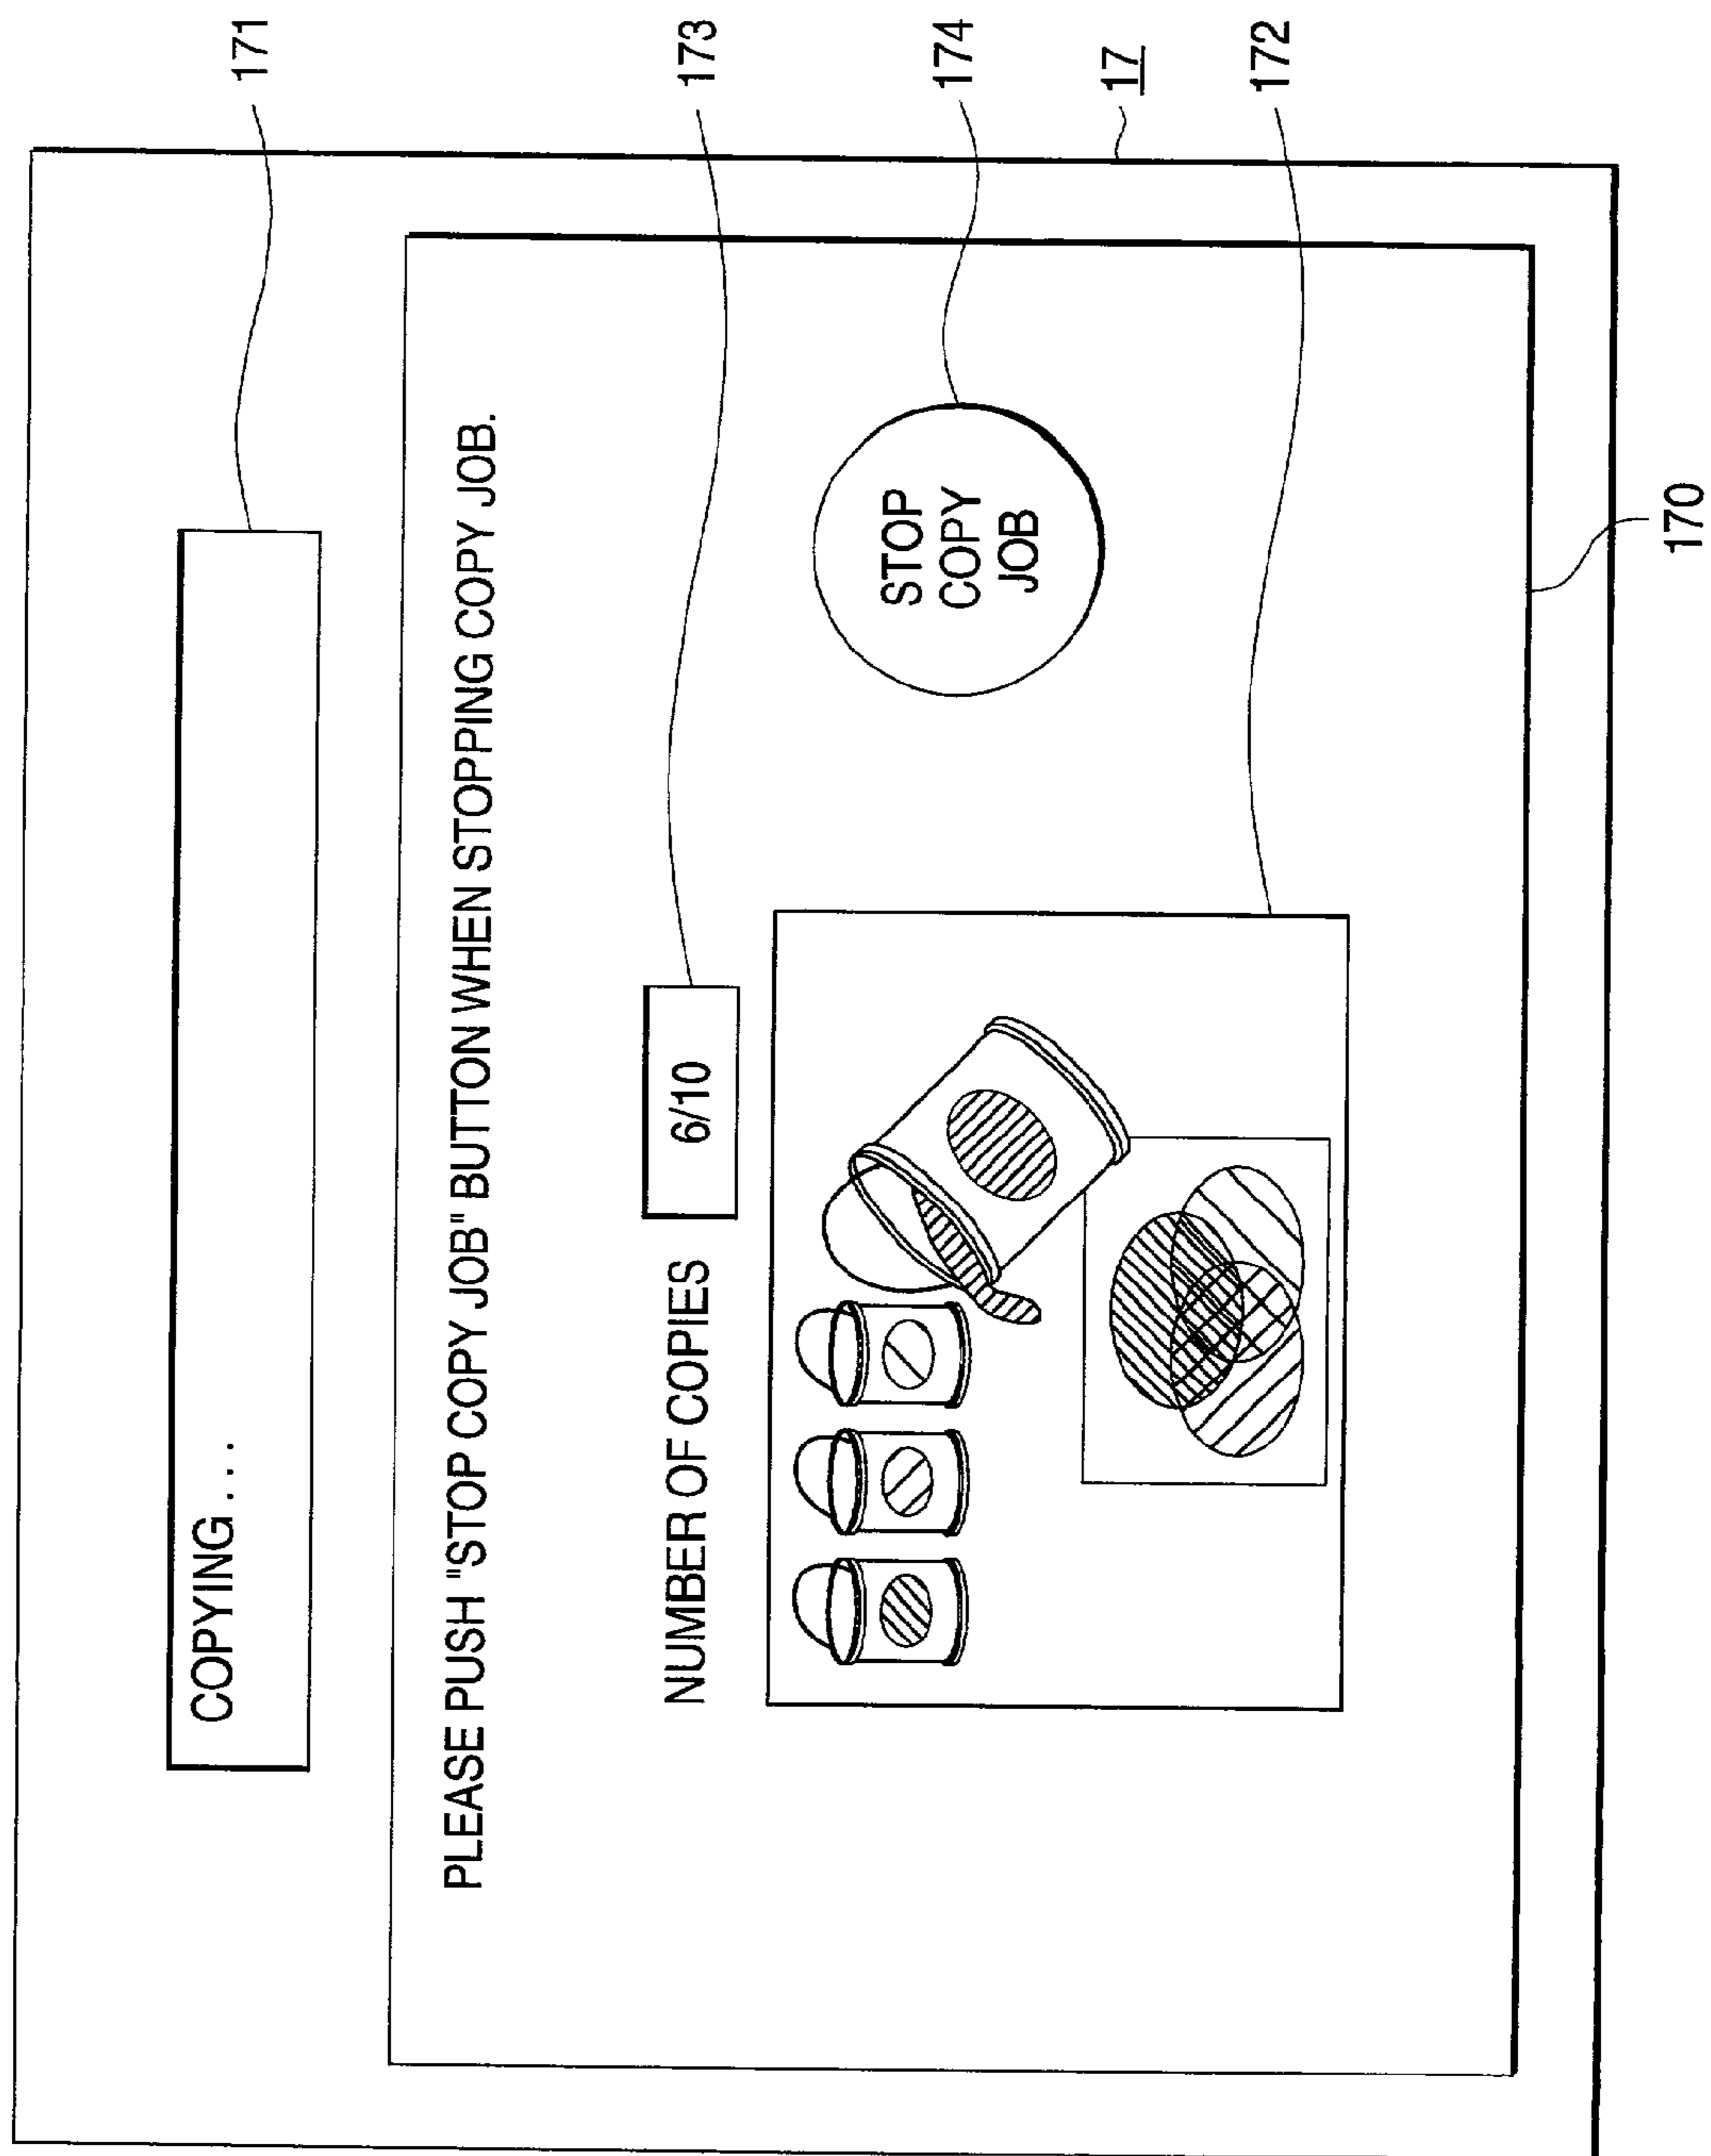 171
COPYING....
PLEASE PUSH "STOP COPY JOB" BUTTON WHEN STOPPING COPY JOB.
173
NUMBER OF COPIES 6/10
174
STOP
COPY
JOB
17
172
170